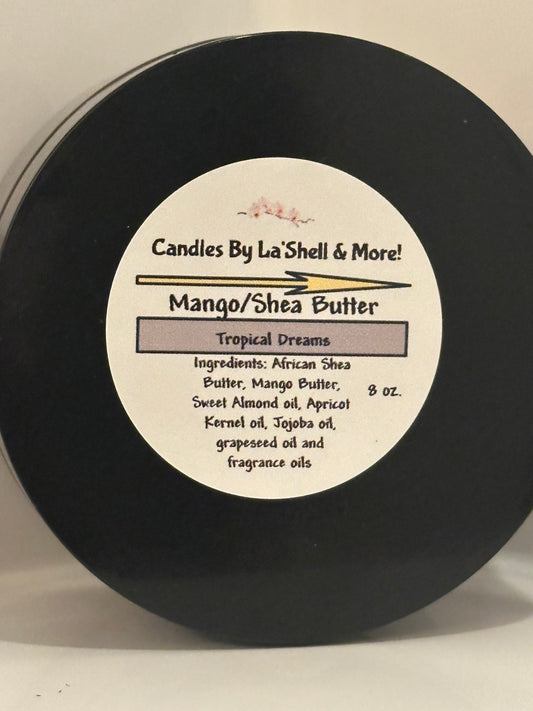 Candles By La'Shell & More!
Mango/Shea Butter
Tropical Dreams
Ingredients: African Shea
Butter, Mango Butter,
8 oz.
Sweet Almond oil, Apricot
Kernel oil, Jojoba oil,
grapeseed oil and
fragrance oils